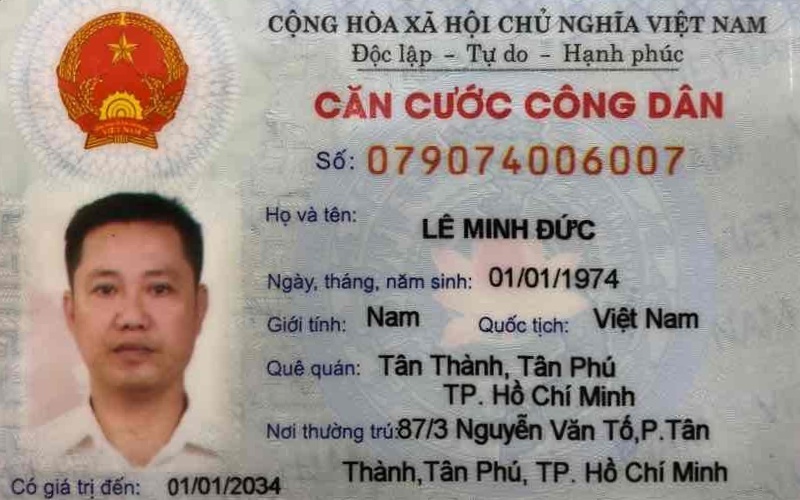 CỘNG HÒA XÃ HỘI CHỦ NGHĨA VIỆT NAM
Độc lập - Tự do - Hạnh phúc
CĂN CƯỚC CÔNG DÂN
Số: 079074006007
Họ và tên: LÊ MINH ĐỨC
Ngày, tháng, năm sinh: 01/01/1974
Giới tính: Nam Quốc tịch: Việt Nam
Quê quán: Tân Thành, Tân Phú
TP. Hồ Chí Minh
Nơi thường trú:87/3 Nguyễn Văn Tố,P.Tân
Thành,Tân Phú, TP. Hồ Chí Minh
Có giá trị đến: 01/01/2034